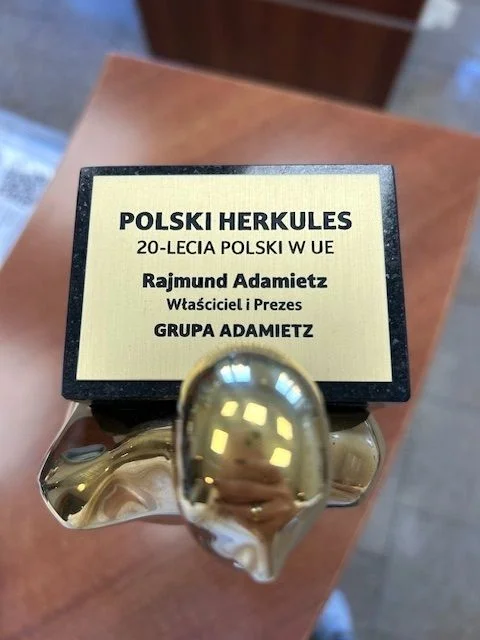 POLSKI HERKULES
20-LECIA POLSKI W UE
Rajmund Adamietz
Właściciel i Prezes
GRUPA ADAMIETZ